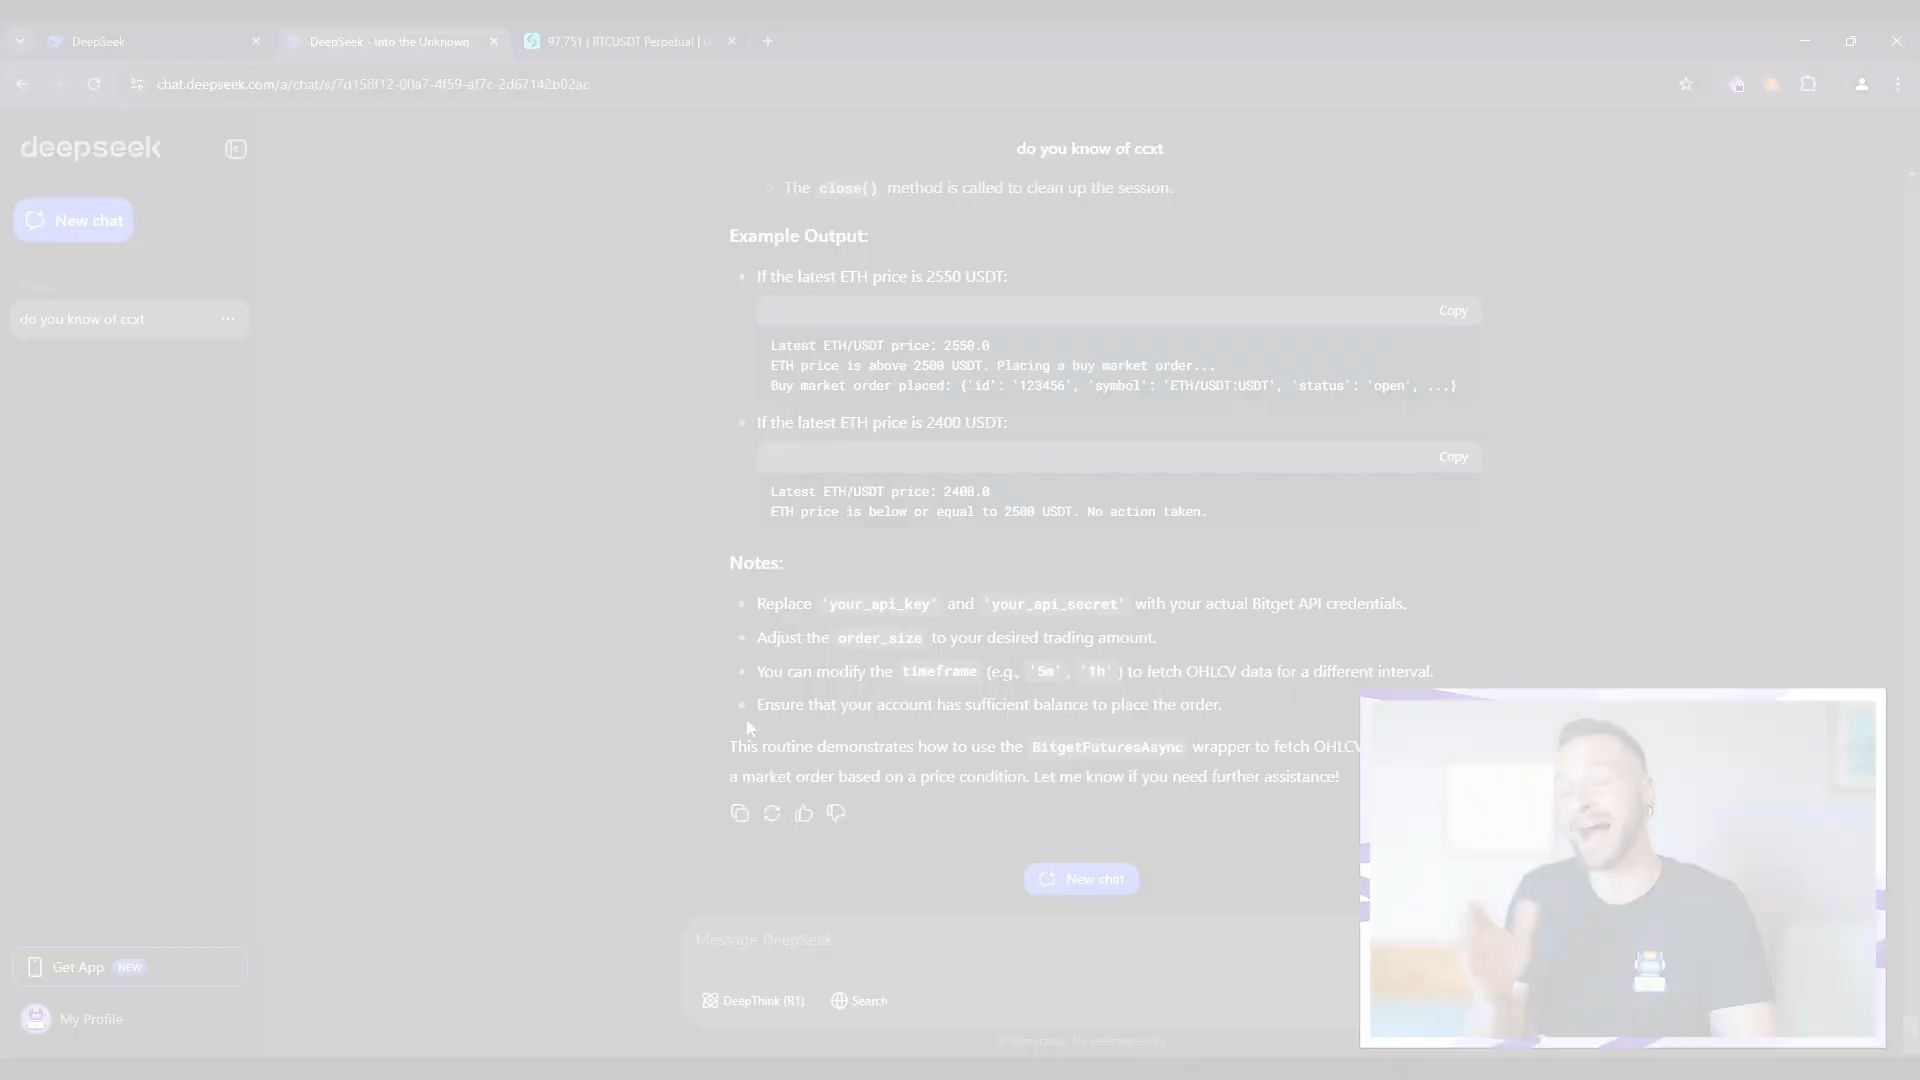 DeepSeek
DeepSeek - Into the Unknown
97.751 | BTCUSDT Perpetual | U
chat.deepseek.com/a/chat/s/7d158f12-00a7-4f59-af7c-2d67142b02ac
deepseek
New chat
do you know of ccxt
do you know of ccxt
The close() method is called to clean up the session.
Example Output:
If the latest ETH price is 2550 USDT:
Copy
Latest ETH/USDT price: 2550.0
ETH price is above 2500 USDT. Placing a buy market order...
Buy market order placed: {'id': '123456', 'symbol': 'ETH/USDT:USDT', 'status': 'open', ...}
If the latest ETH price is 2400 USDT:
Copy
Latest ETH/USDT price: 2400.0
ETH price is below or equal to 2500 USDT. No action taken.
Notes:
Replace 'your_api_key' and 'your_api_secret' with your actual Bitget API credentials.
Adjust the order_size to your desired trading amount.
You can modify the timeframe (e.g., '5m', '1h') to fetch OHLCV data for a different interval.
Ensure that your account has sufficient balance to place the order.
This routine demonstrates how to use the BitgetFuturesAsync wrapper to fetch OHLCV
a market order based on a price condition. Let me know if you need further assistance!
New chat
Message DeepSeek
DeepThink (R1)
Search
Get App NEW
My Profile